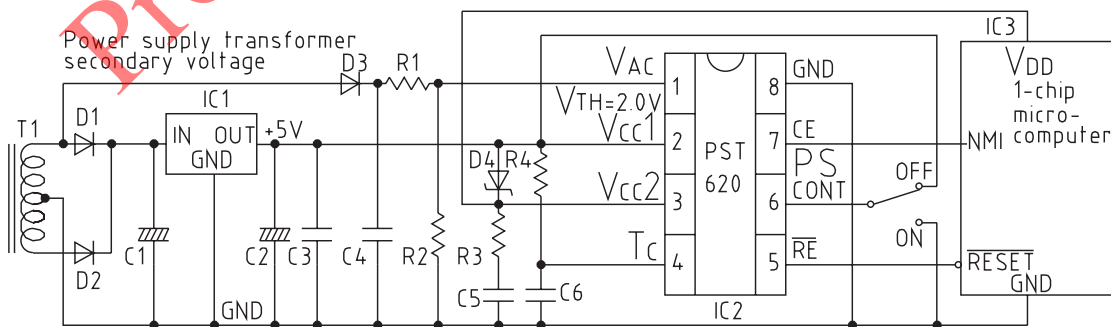 Pro
Power supply transformer
secondary voltage
D3
R1
VAC
1
8
GND
IC3
VDD
1-chip
micro-
computer
VTH=2.0V
T1
D1
IC1
IN OUT
GND
+5V
VCC1
2
PST
620
7
CE
NMI
D4
R4
VCC2
3
6
PS
CONT
OFF
ON
D2
C1
C2
C3
C4
R2
R3
TC
4
5
RE
RESET
GND
C5
C6
IC2
GND